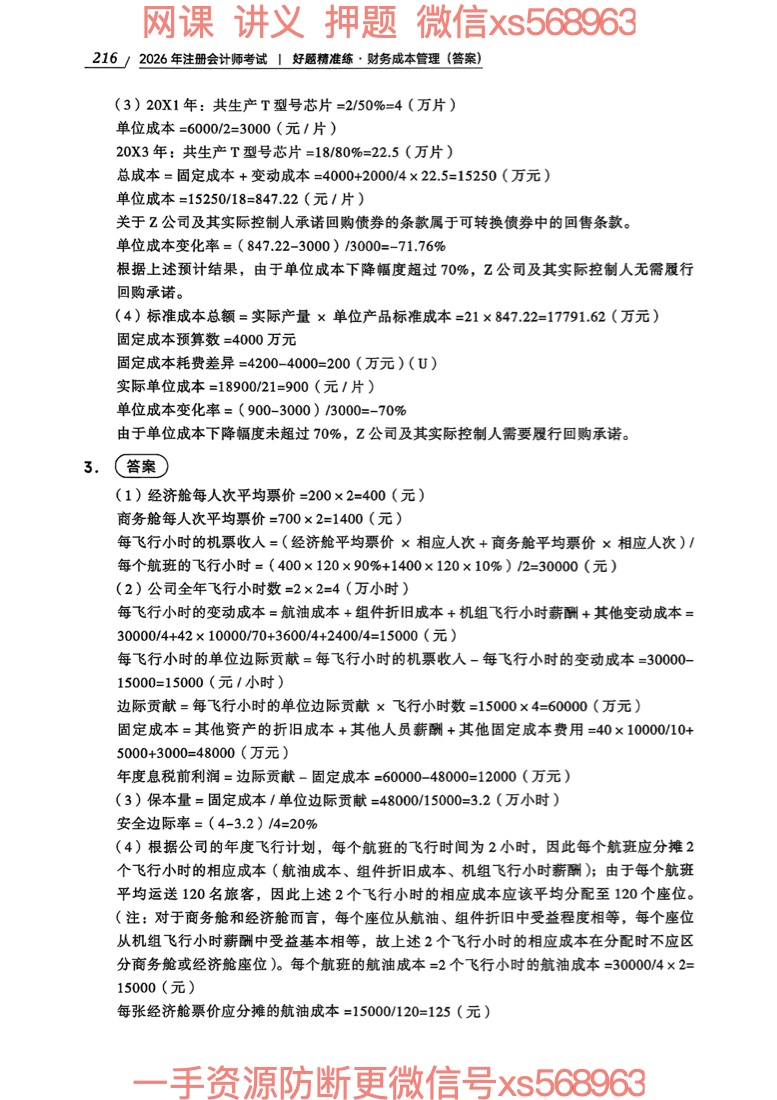 网课 讲义 押题 微信xs568963
216 / 2026 年注册会计师考试 | 好题精准练·财务成本管理（答案）
（3）20X1 年：共生产 T 型号芯片 =2/50%=4（万片）
单位成本 =6000/2=3000（元 / 片）
20X3 年：共生产 T 型号芯片 =18/80%=22.5（万片）
总成本 = 固定成本 + 变动成本 =4000+2000/4 × 22.5=15250（万元）
单位成本 =15250/18=847.22（元 / 片）
关于 Z 公司及其实际控制人承诺回购债券的条款属于可转换债券中的回售条款。
单位成本变化率 =（847.22–3000）/3000=–71.76%
根据上述预计结果，由于单位成本下降幅度超过 70%，Z 公司及其实际控制人无需履行
回购承诺。
（4）标准成本总额 = 实际产量 × 单位产品标准成本 =21 × 847.22=17791.62（万元）
固定成本预算数 =4000 万元
固定成本耗费差异 =4200–4000=200（万元）（U）
实际单位成本 =18900/21=900（元 / 片）
单位成本变化率 =（900–3000）/3000=–70%
由于单位成本下降幅度未超过 70%，Z 公司及其实际控制人需要履行回购承诺。
3. 答案
（1）经济舱每人次平均票价 =200 × 2=400（元）
商务舱每人次平均票价 =700 × 2=1400（元）
每飞行小时的机票收入 =（经济舱平均票价 × 相应人次 + 商务舱平均票价 × 相应人次）/
每个航班的飞行小时 =（400 × 120 × 90%+1400 × 120 × 10%）/2=30000（元）
（2）公司全年飞行小时数 =2 × 2=4（万小时）
每飞行小时的变动成本 = 航油成本 + 组件折旧成本 + 机组飞行小时薪酬 + 其他变动成本 =
30000/4+42 × 10000/70+3600/4+2400/4=15000（元）
每飞行小时的单位边际贡献 = 每飞行小时的机票收入 – 每飞行小时的变动成本 =30000–
15000=15000（元 / 小时）
边际贡献 = 每飞行小时的单位边际贡献 × 飞行小时数 =15000 × 4=60000（万元）
固定成本 = 其他资产的折旧成本 + 其他人员薪酬 + 其他固定成本费用 =40 × 10000/10+
5000+3000=48000（万元）
年度息税前利润 = 边际贡献 – 固定成本 =60000–48000=12000（万元）
（3）保本量 = 固定成本 / 单位边际贡献 =48000/15000=3.2（万小时）
安全边际率 =（4–3.2）/4=20%
（4）根据公司的年度飞行计划，每个航班的飞行时间为 2 小时，因此每个航班应分摊 2
个飞行小时的相应成本（航油成本、组件折旧成本、机组飞行小时薪酬）；由于每个航班
平均运送 120 名旅客，因此上述 2 个飞行小时的相应成本应该平均分配至 120 个座位。
（注：对于商务舱和经济舱而言，每个座位从航油、组件折旧中受益程度相等，每个座位
从机组飞行小时薪酬中受益基本相等，故上述 2 个飞行小时的相应成本在分配时不应区
分商务舱或经济舱座位）。每个航班的航油成本 =2 个飞行小时的航油成本 =30000/4 × 2=
15000（元）
每张经济舱票价应分摊的航油成本 =15000/120=125（元）
一手资源防断更微信号xs568963